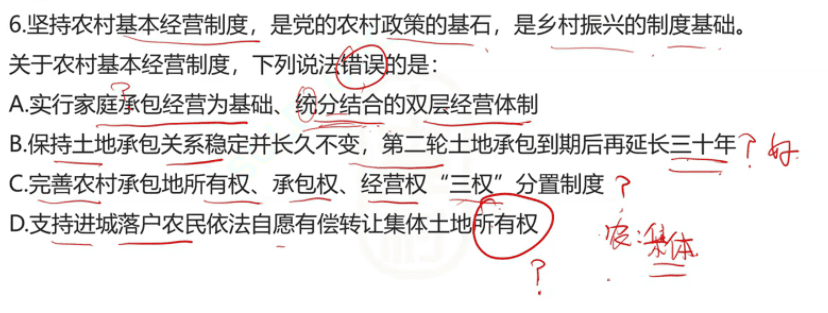 6.坚持农村基本经营制度，是党的农村政策的基石，是乡村振兴的制度基础。
关于农村基本经营制度，下列说法错误的是：
A.实行家庭承包经营为基础、统分结合的双层经营体制
B.保持土地承包关系稳定并长久不变，第二轮土地承包到期后再延长三十年？好
C.完善农村承包地所有权、承包权、经营权“三权”分置制度？
D.支持进城落户农民依法自愿有偿转让集体土地所有权
农:集体
？